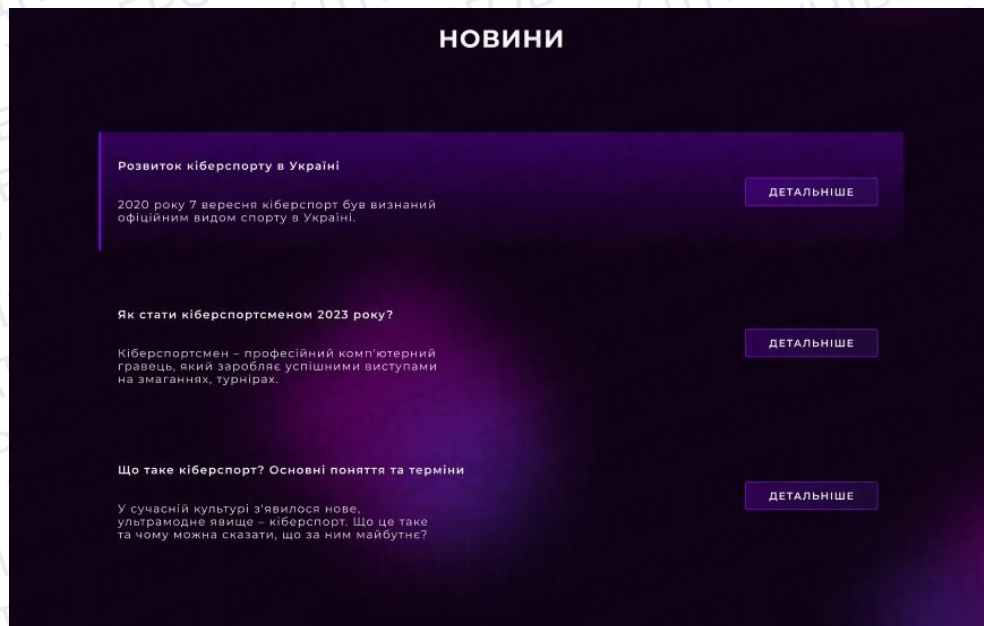 НОВИНИ
Розвиток кіберспорту в Україні
2020 року 7 вересня кіберспорт був визнаний
офіційним видом спорту в Україні.
ДЕТАЛЬНІШЕ
Як стати кіберспортсменом 2023 року?
Кіберспортсмен – професійний комп'ютерний
гравець, який заробляє успішними виступами
на змаганнях, турнірах.
ДЕТАЛЬНІШЕ
Що таке кіберспорт? Основні поняття та терміни
У сучасній культурі з'явилося нове,
ультрамодне явище – кіберспорт. Що це таке
та чому можна сказати, що за ним майбутнє?
ДЕТАЛЬНІШЕ